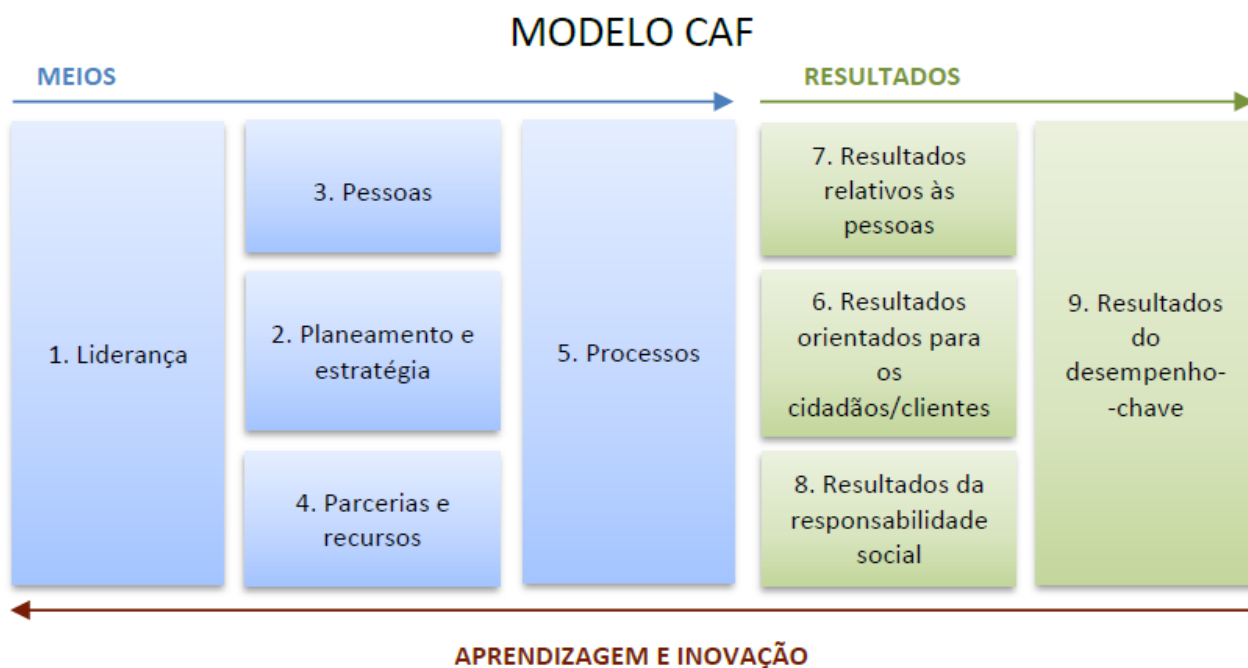 MODELO CAF
MEIOS
RESULTADOS
1. Liderança
3. Pessoas
2. Planeamento e
estratégia
4. Parcerias e
recursos
5. Processos
7. Resultados
relativos às
pessoas
6. Resultados
orientados para
os
cidadãos/clientes
8. Resultados da
responsabilidade
social
9. Resultados
do
desempenho-
-chave
APRENDIZAGEM E INOVAÇÃO